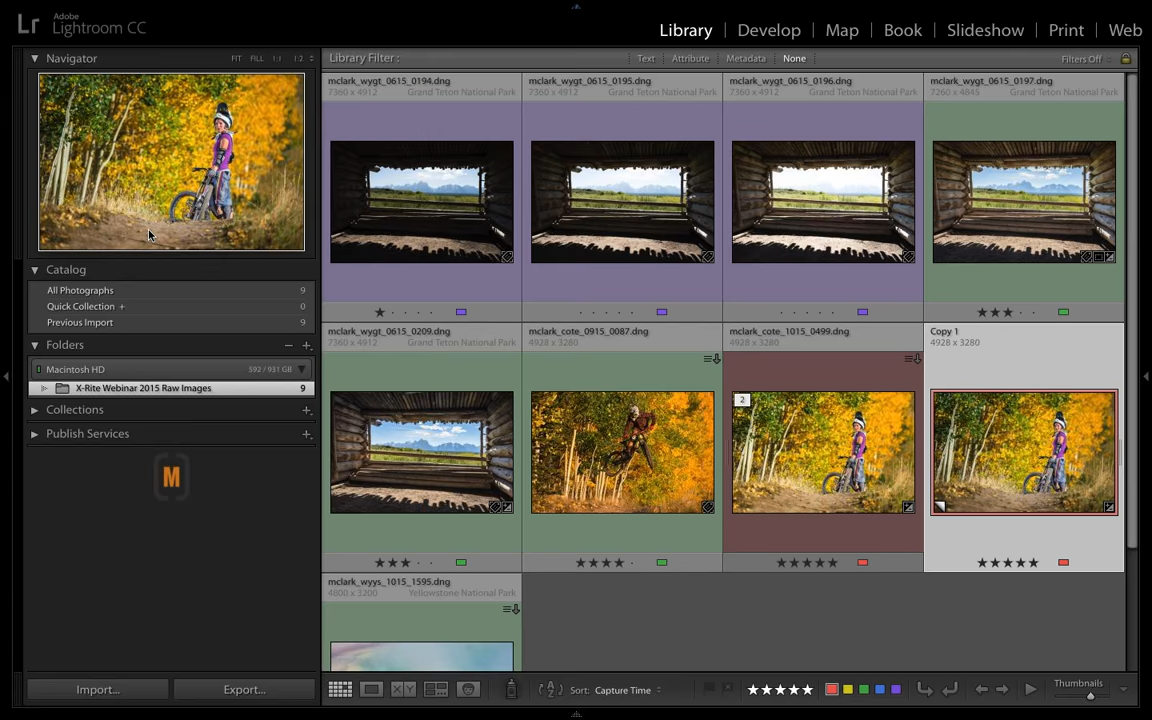 Lr Adobe
Lightroom CC
Library | Develop | Map | Book | Slideshow | Print | Web
Navigator FIT FILL 1:1 1:2
Library Filter : Text Attribute Metadata None Filters Off
mclark_wygt_0615_0194.dng
7360 x 4912 Grand Teton National Park
mclark_wygt_0615_0195.dng
7360 x 4912 Grand Teton National Park
mclark_wygt_0615_0196.dng
7360 x 4912 Grand Teton National Park
mclark_wygt_0615_0197.dng
7260 x 4845 Grand Teton National Park
Catalog
All Photographs 9
Quick Collection + 0
Previous Import 9
Folders
Macintosh HD 592 / 931 GB
X-Rite Webinar 2015 Raw Images 9
Collections
Publish Services
M
mclark_wygt_0615_0209.dng
7360 x 4912 Grand Teton National Park
mclark_cote_0915_0087.dng
4928 x 3280
mclark_cote_1015_0499.dng
4928 x 3280
2
Copy 1
4928 x 3280
mclark_wyys_1015_1595.dng
4800 x 3200 Yellowstone National Park
Import... Export...
XY
AZ
Sort: Capture Time
Thumbnails